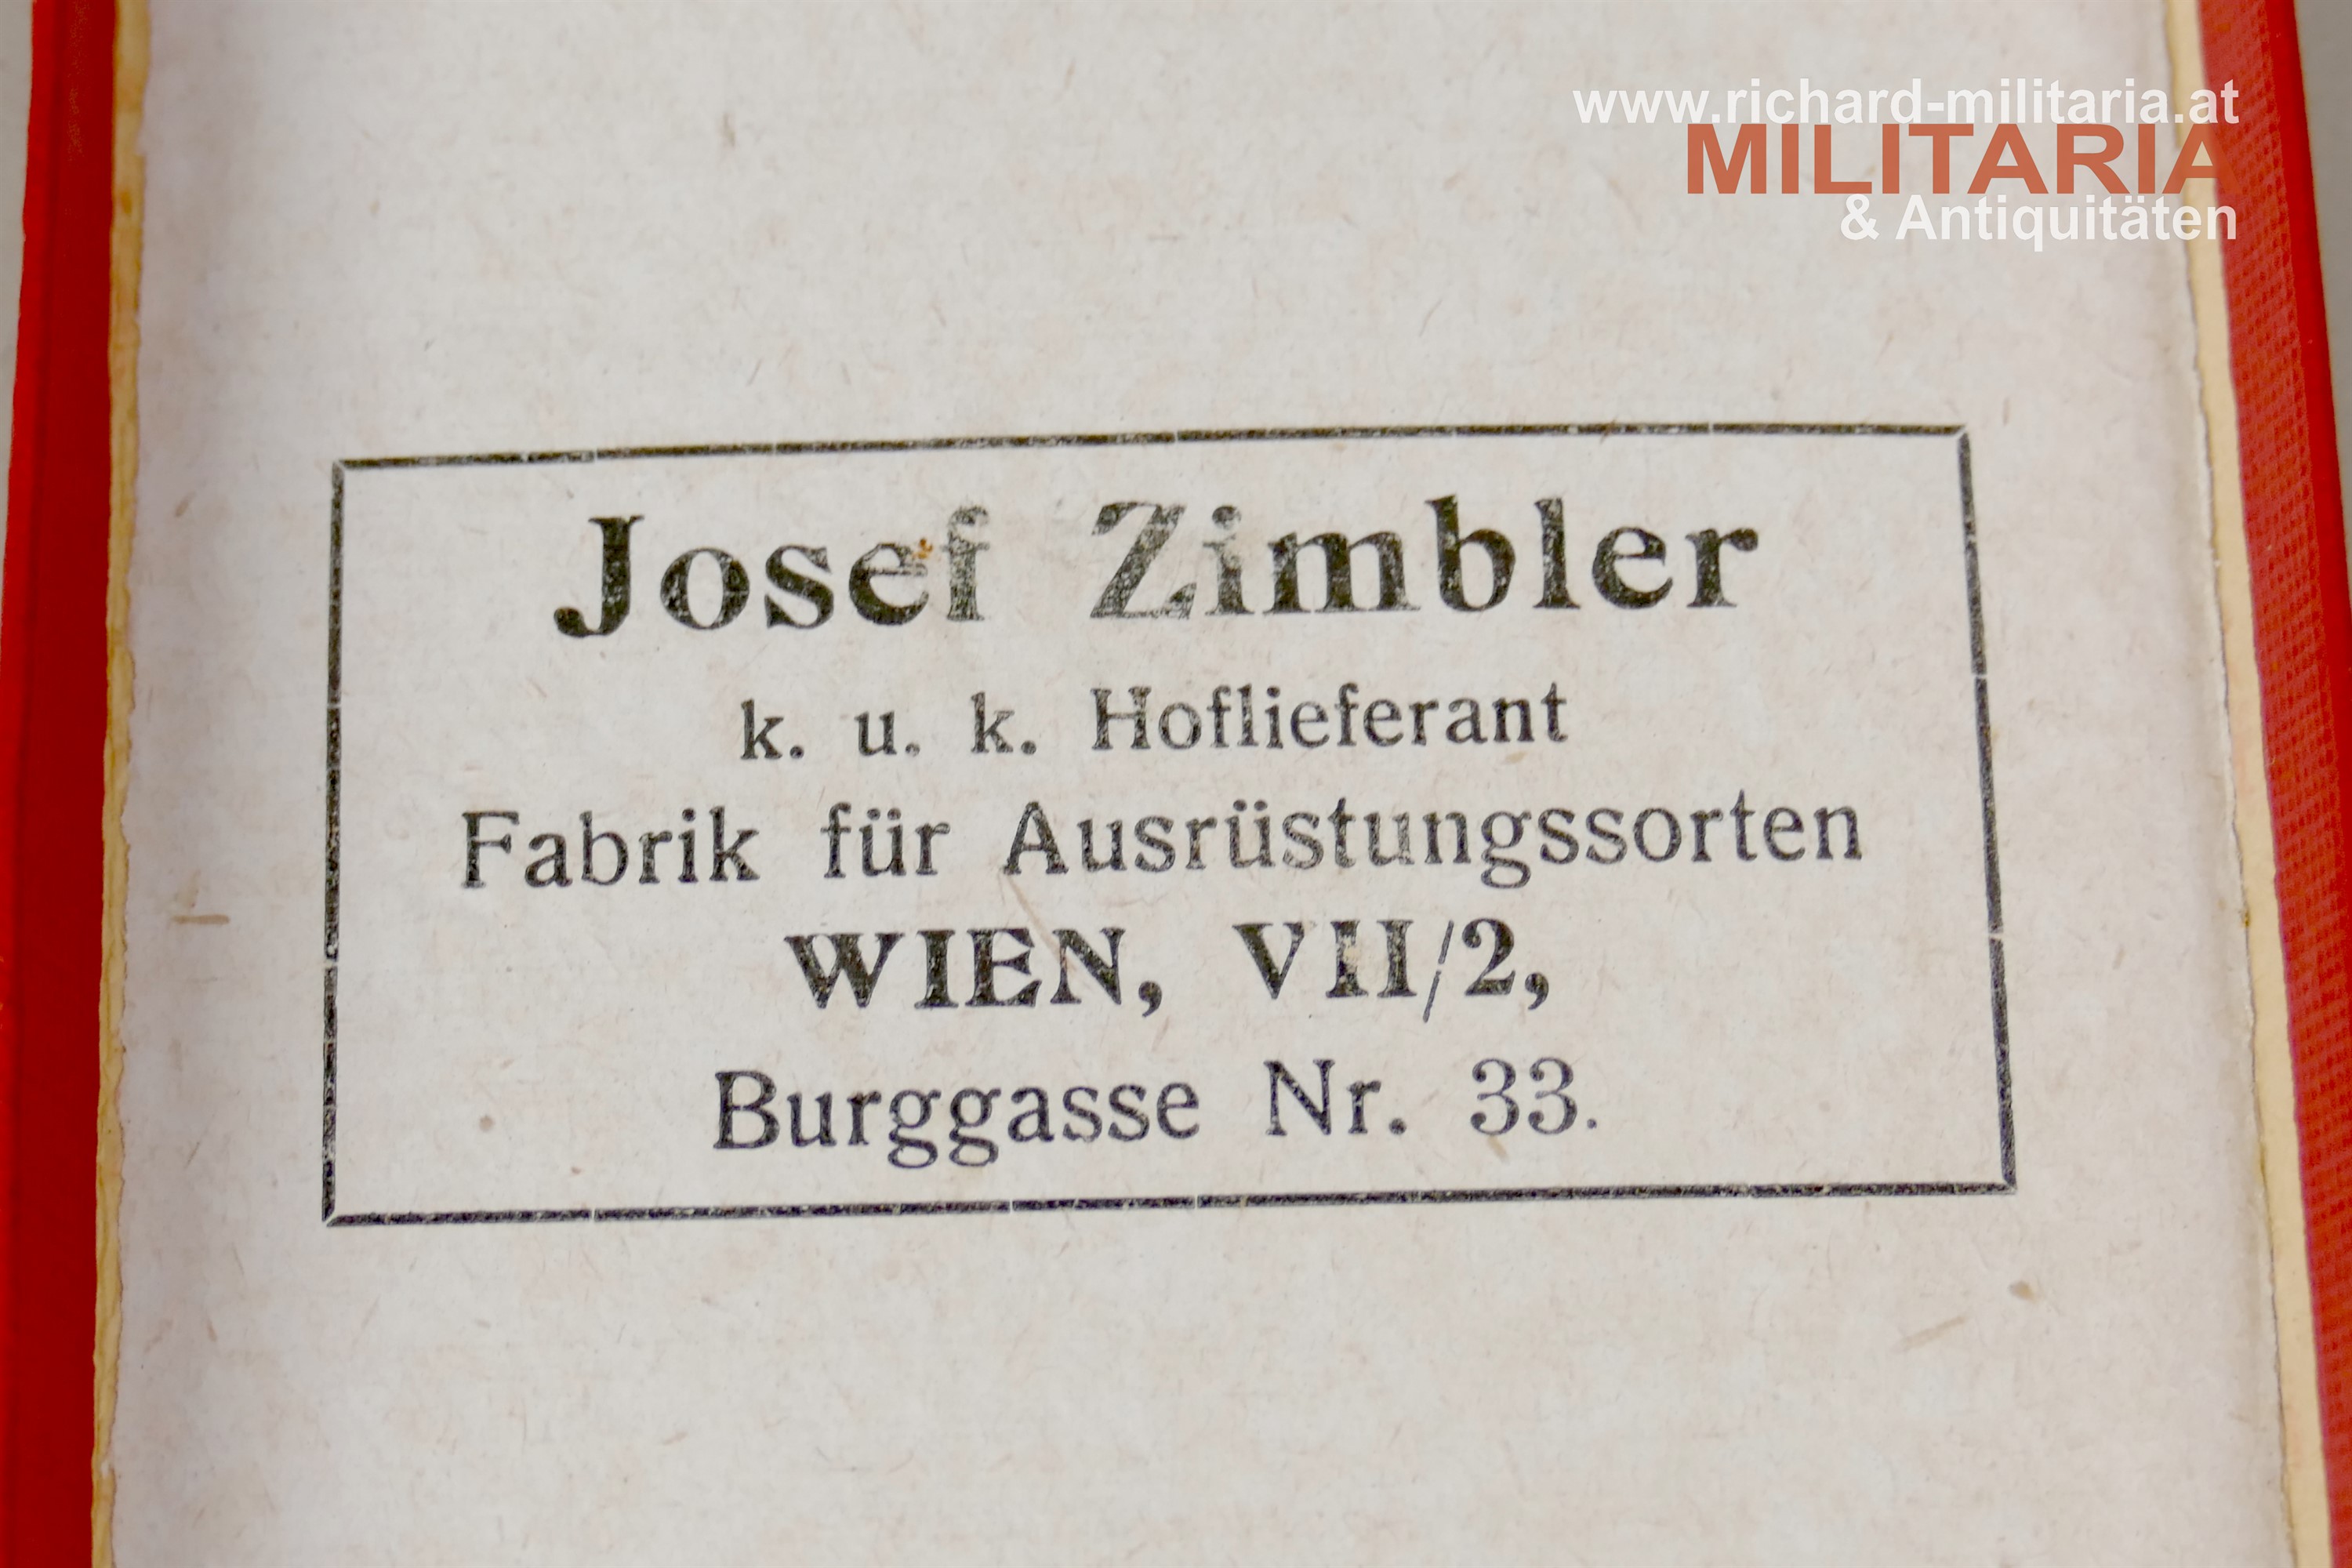 www.richard-militaria.at
MILITARIA
& Antiquitäten
Josef Zimbler
k. u. k. Hoflieferant
Fabrik für Ausrüstungssorten
WIEN, VII/2,
Burggasse Nr. 33.